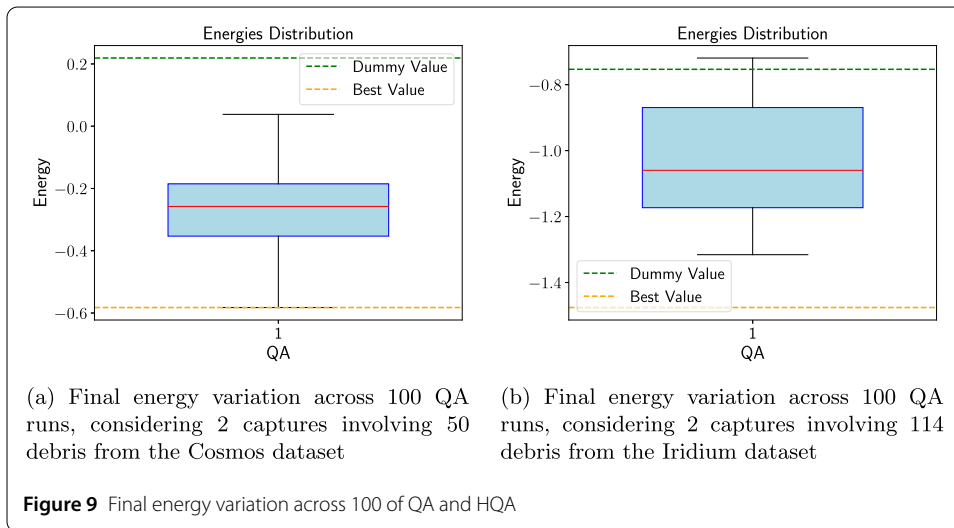 Energies Distribution
0.2
0.0
−0.2
−0.4
−0.6
Energy
Dummy Value
Best Value
1
QA
(a) Final energy variation across 100 QA
runs, considering 2 captures involving 50
debris from the Cosmos dataset
Energies Distribution
−0.8
−1.0
−1.2
−1.4
Energy
Dummy Value
Best Value
1
QA
(b) Final energy variation across 100 QA
runs, considering 2 captures involving 114
debris from the Iridium dataset
Figure 9 Final energy variation across 100 of QA and HQA